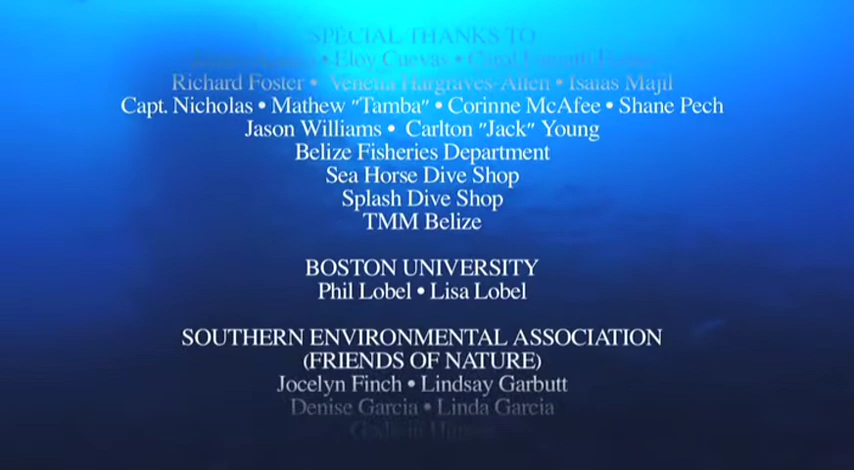 SPECIAL THANKS TO
• Eloy Cuevas • Carol
Richard Foster • Venetia Hargraves-Allen • Isaias Majil
Capt. Nicholas • Mathew "Tamba" • Corinne McAfee • Shane Pech
Jason Williams • Carlton "Jack" Young
Belize Fisheries Department
Sea Horse Dive Shop
Splash Dive Shop
TMM Belize
BOSTON UNIVERSITY
Phil Lobel • Lisa Lobel
SOUTHERN ENVIRONMENTAL ASSOCIATION
(FRIENDS OF NATURE)
Jocelyn Finch • Lindsay Garbutt
Denise Garcia • Linda Garcia